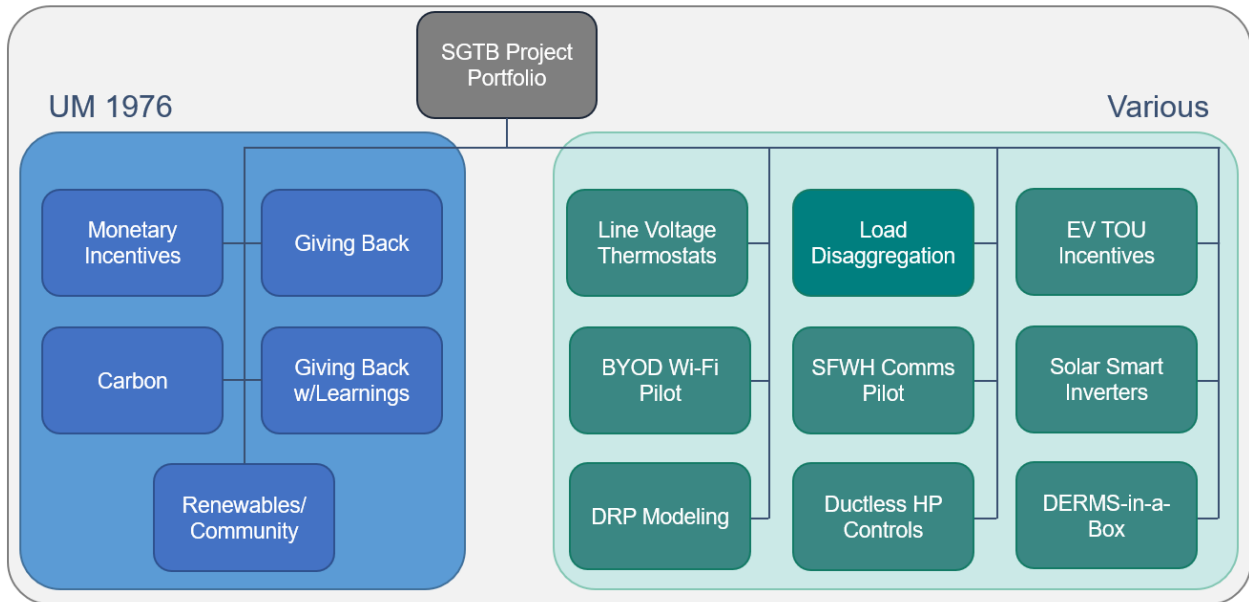 SGTB Project
Portfolio
UM 1976
Various
Monetary
Incentives
Giving Back
Carbon
Giving Back
w/Learnings
Renewables/
Community
Line Voltage
Thermostats
Load
Disaggregation
EV TOU
Incentives
BYOD Wi-Fi
Pilot
SFWH Comms
Pilot
Solar Smart
Inverters
DRP Modeling
Ductless HP
Controls
DERMS-in-a-
Box